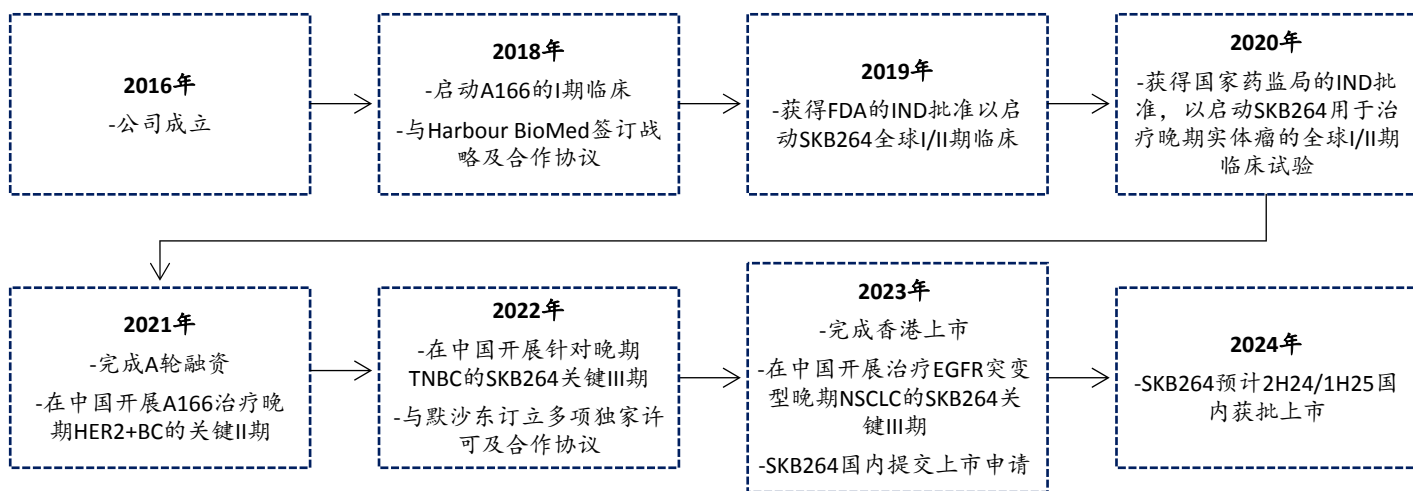 2016年
-公司成立
2018年
-启动A166的I期临床
-与Harbour BioMed签订战
略及合作协议
2019年
-获得FDA的IND批准以启
动SKB264全球I/II期临床
2020年
-获得国家药监局的IND批
准，以启动SKB264用于治
疗晚期实体瘤的全球I/II期
临床试验
2021年
-完成A轮融资
-在中国开展A166治疗晚
期HER2+BC的关键II期
2022年
-在中国开展针对晚期
TNBC的SKB264关键III期
-与默沙东订立多项独家许
可及合作协议
2023年
-完成香港上市
-在中国开展治疗EGFR突变
型晚期NSCLC的SKB264关
键III期
-SKB264国内提交上市申请
2024年
-SKB264预计2H24/1H25国
内获批上市